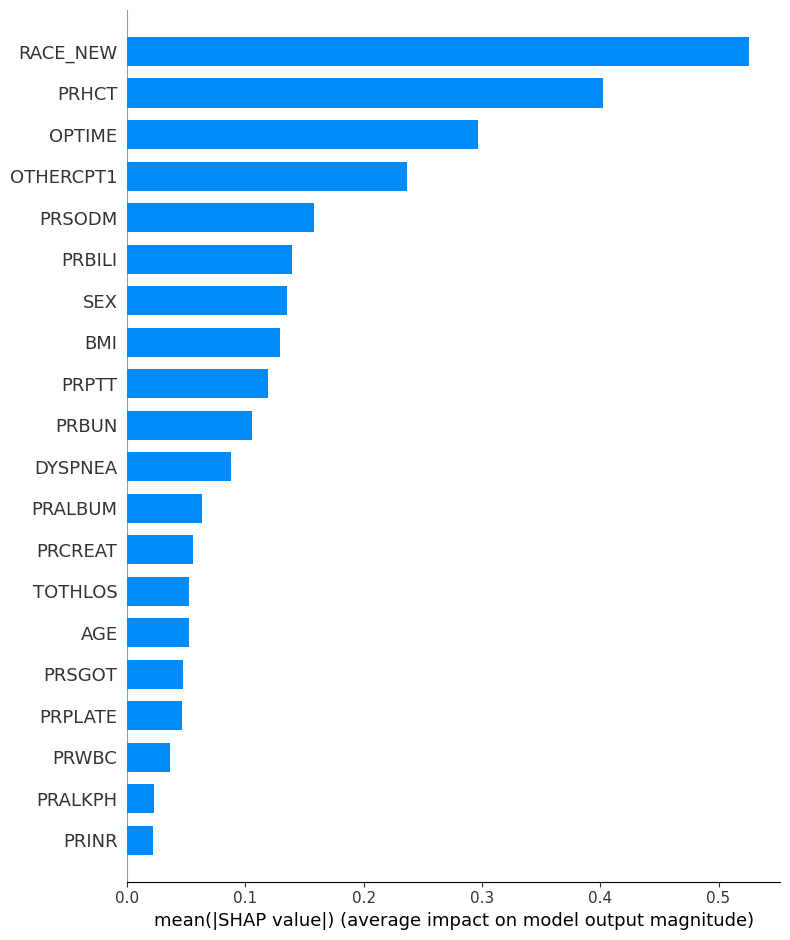 RACE_NEW
PRHCT
OPTIME
OTHERCPT1
PRSODM
PRBILI
SEX
BMI
PRPTT
PRBUN
DYSPNEA
PRALBUM
PRCREAT
TOTHLOS
AGE
PRSGOT
PRPLATE
PRWBC
PRALKPH
PRINR
0.0 0.1 0.2 0.3 0.4 0.5
mean(|SHAP value|) (average impact on model output magnitude)